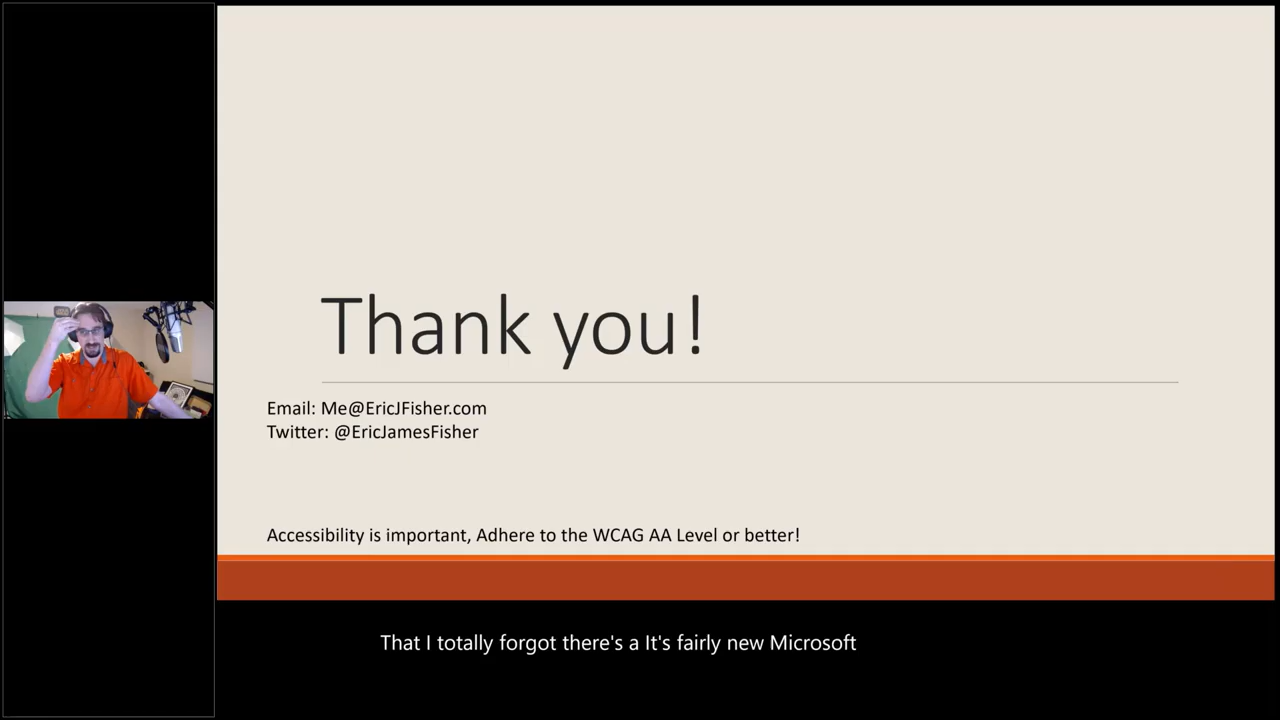 Thank you!
Email: Me@EricJFisher.com
Twitter: @EricJamesFisher
Accessibility is important, Adhere to the WCAG AA Level or better!
That I totally forgot there's a It's fairly new Microsoft